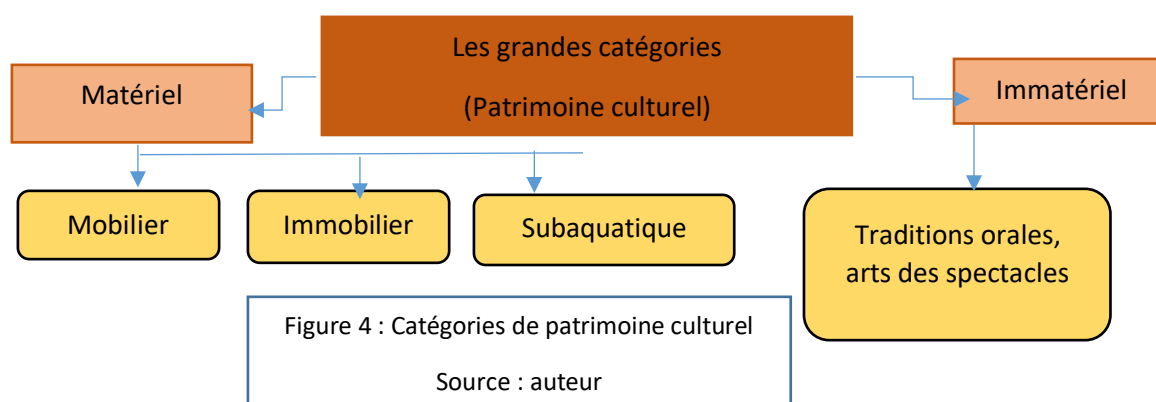 Les grandes catégories
(Patrimoine culturel)
Matériel
Immatériel
Mobilier
Immobilier
Subaquatique
Traditions orales,
arts des spectacles
Figure 4 : Catégories de patrimoine culturel
Source : auteur